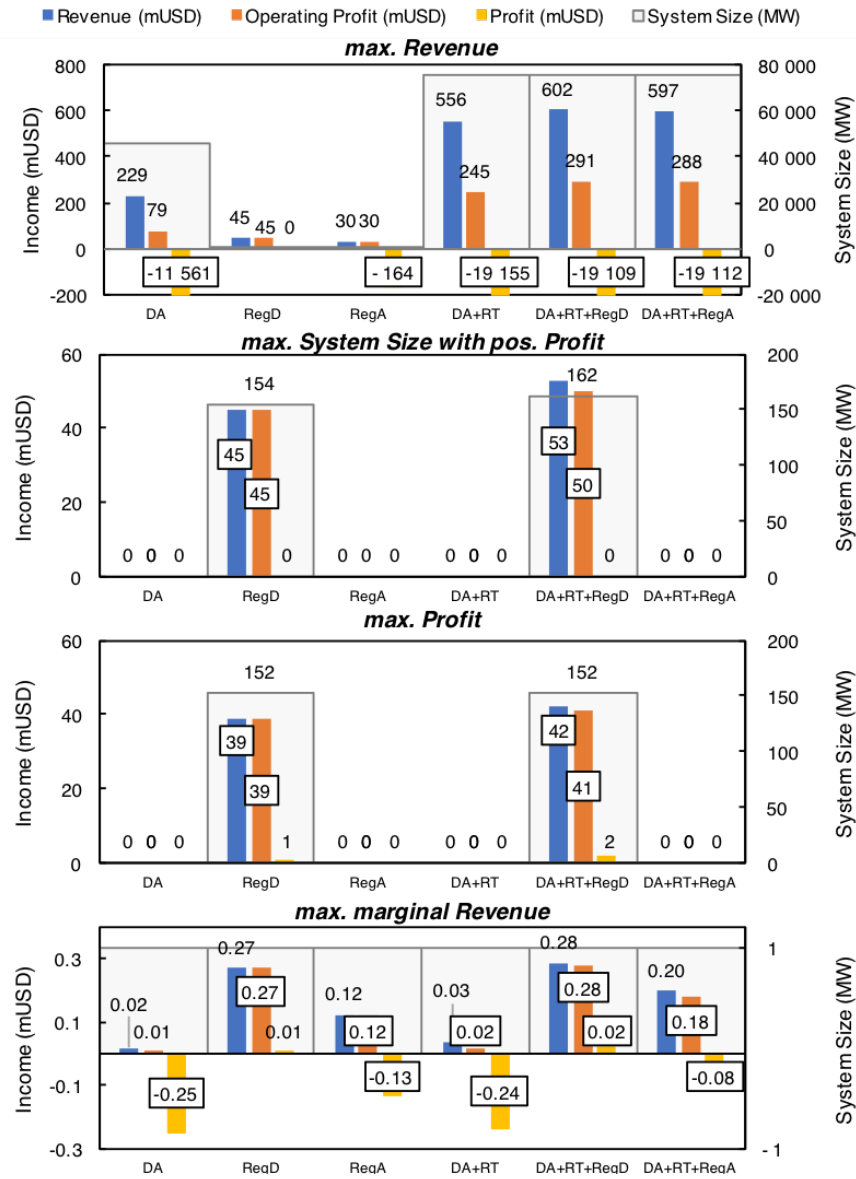 Revenue (mUSD) Operating Profit (mUSD) Profit (mUSD) System Size (MW)
max. Revenue
Income (mUSD)
800
600
400
200
0
-200
229 79 -11 561
45 45 0
30 30 - 164
556 245 -19 155
602 291 -19 109
597 288 -19 112
80 000
60 000
40 000
20 000
0
-20 000
System Size (MW)
DA RegD RegA DA+RT DA+RT+RegD DA+RT+RegA
max. System Size with pos. Profit
Income (mUSD)
60
40
20
0
0 0 0
154 45 45 0
0 0 0
0 0 0
162 53 50 0
0 0 0
200
150
100
50
0
System Size (MW)
DA RegD RegA DA+RT DA+RT+RegD DA+RT+RegA
max. Profit
Income (mUSD)
60
40
20
0
0 0 0
152 39 39 1
0 0 0
0 0 0
152 42 41 2
0 0 0
200
150
100
50
0
System Size (MW)
DA RegD RegA DA+RT DA+RT+RegD DA+RT+RegA
max. marginal Revenue
Income (mUSD)
0.3
0.1
-0.1
-0.3
0.02 0.01 -0.25
0.27 0.27 0.01
0.12 0.12 -0.13
0.03 0.02 -0.24
0.28 0.28 0.02
0.20 0.18 -0.08
1
- 1
System Size (MW)
DA RegD RegA DA+RT DA+RT+RegD DA+RT+RegA